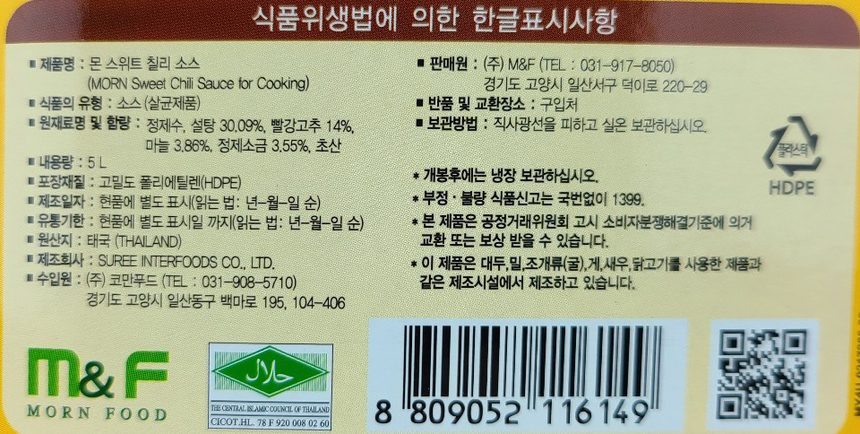 식품위생법에 의한 한글표시사항
▪ 제품명 : 몬 스위트 칠리 소스
(MORN Sweet Chili Sauce for Cooking)
▪ 식품의 유형 : 소스(살균제품)
▪ 원재료명 및 함량 : 정제수, 설탕 30.09%, 빨강고추 14%,
마늘 3.86%, 정제소금 3.55%, 초산
▪ 내용량 : 5 L
▪ 포장재질 : 고밀도 폴리에틸렌(HDPE)
▪ 제조일자 : 현품에 별도 표시(읽는 법: 년-월-일 순)
▪ 유통기한 : 현품에 별도 표시일 까지(읽는 법: 년-월-일 순)
▪ 원산지 : 태국 (THAILAND)
▪ 제조회사 : SUREE INTERFOODS CO., LTD.
▪ 수입원 : (주) 코만푸드 (TEL : 031-908-5710)
경기도 고양시 일산동구 백마로 195, 104-406
▪ 판매원 : (주) M&F (TEL : 031-917-8050)
경기도 고양시 일산서구 덕이로 220-29
▪ 반품 및 교환장소 : 구입처
▪ 보관방법 : 직사광선을 피하고 실온 보관하십시오.
* 개봉후에는 냉장 보관하십시오.
* 부정·불량 식품신고는 국번없이 1399.
* 본 제품은 공정거래위원회 고시 소비자분쟁해결기준에 의거
교환 또는 보상 받을 수 있습니다.
* 이 제품은 대두,밀,조개류(굴),게,새우,닭고기를 사용한 제품과
같은 제조시설에서 제조하고 있습니다.
플라스틱
HDPE
M&F
MORN FOOD
حلال
THE CENTRAL ISLAMIC COUNCIL OF THAILAND
CICOT.HL. 78 F 920 008 02 60
8 809052 116149